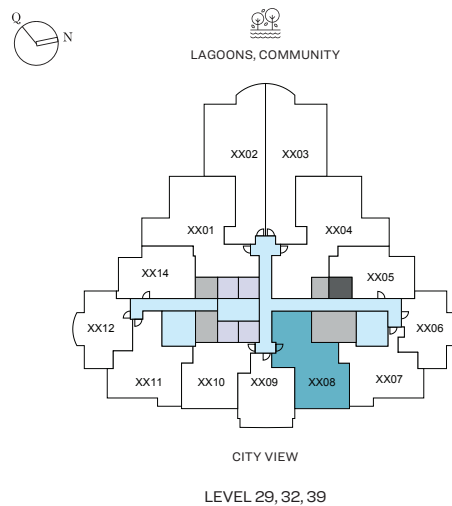 Q
N
LAGOONS, COMMUNITY
XX02 XX03
XX01 XX04
XX14 XX05
XX12 XX06
XX11 XX10 XX09 XX08 XX07
CITY VIEW
LEVEL 29, 32, 39